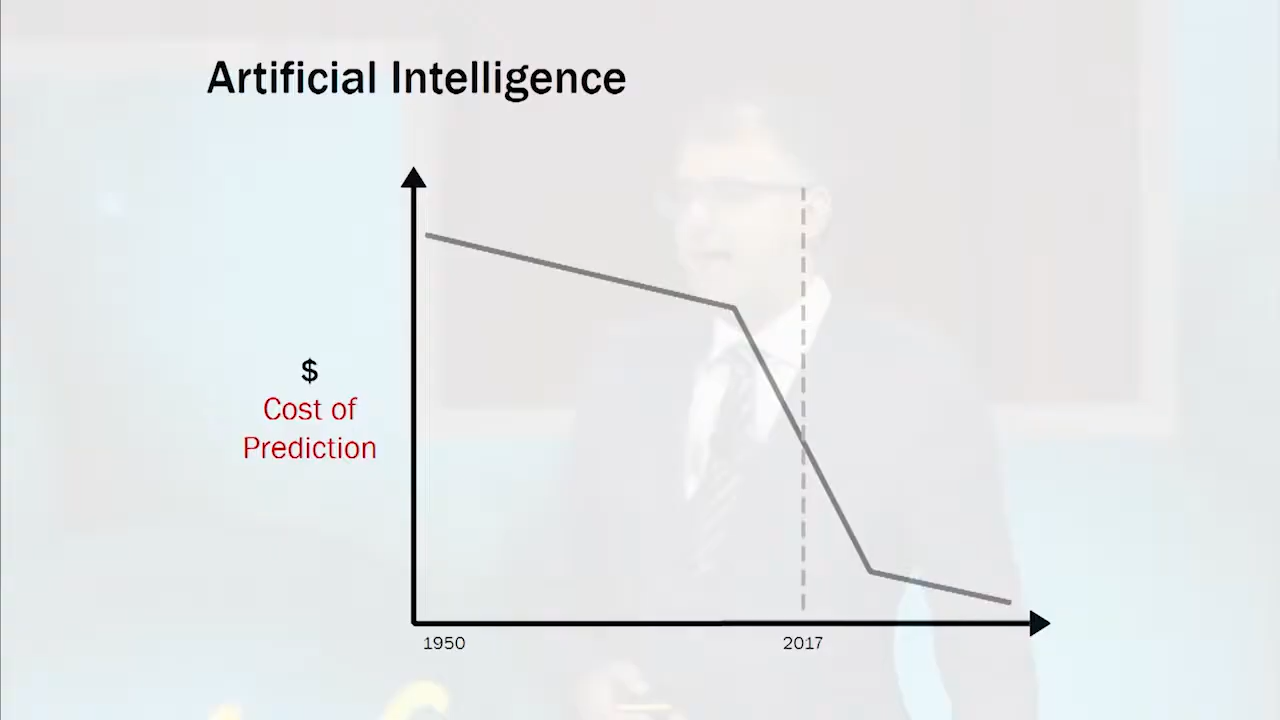 Artificial Intelligence
$
Cost of
Prediction
1950
2017